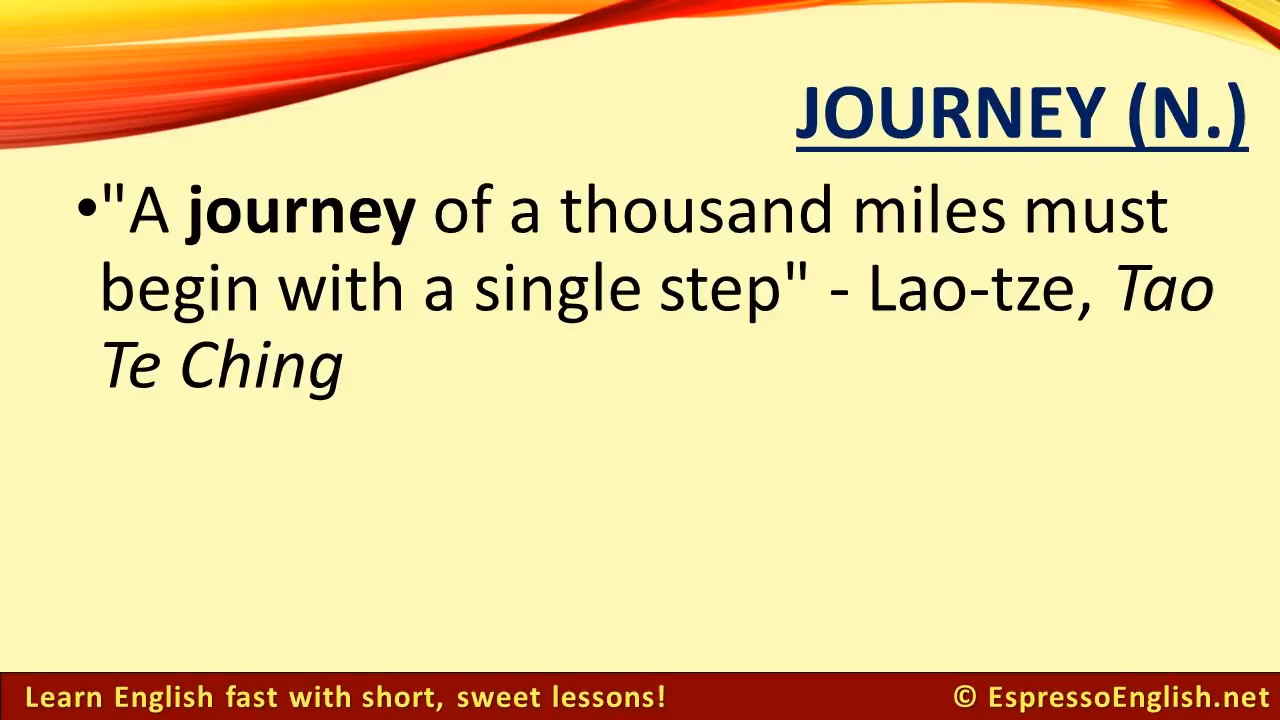 JOURNEY (N.)
•"A journey of a thousand miles must
begin with a single step" - Lao-tze, Tao
Te Ching
Learn English fast with short, sweet lessons!
© EspressoEnglish.net